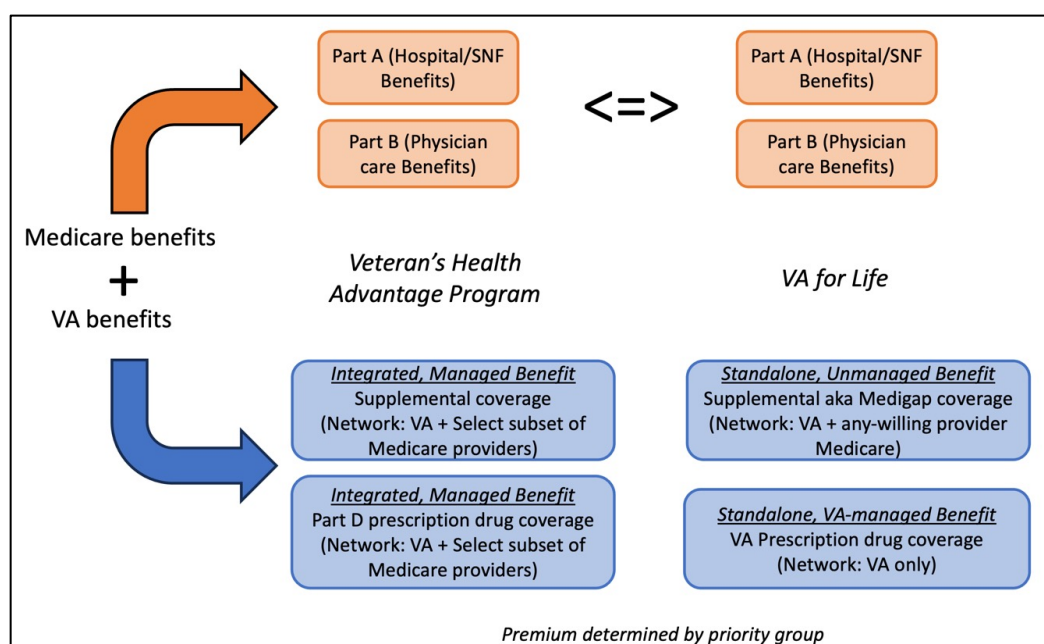 Part A (Hospital/SNF
Benefits)
<=>
Part A (Hospital/SNF
Benefits)
Part B (Physician
care Benefits)
Part B (Physician
care Benefits)
Medicare benefits
+
VA benefits
Veteran’s Health
Advantage Program
VA for Life
Integrated, Managed Benefit
Supplemental coverage
(Network: VA + Select subset of
Medicare providers)
Standalone, Unmanaged Benefit
Supplemental aka Medigap coverage
(Network: VA + any-willing provider
Medicare)
Integrated, Managed Benefit
Part D prescription drug coverage
(Network: VA + Select subset of
Medicare providers)
Standalone, VA-managed Benefit
VA Prescription drug coverage
(Network: VA only)
Premium determined by priority group